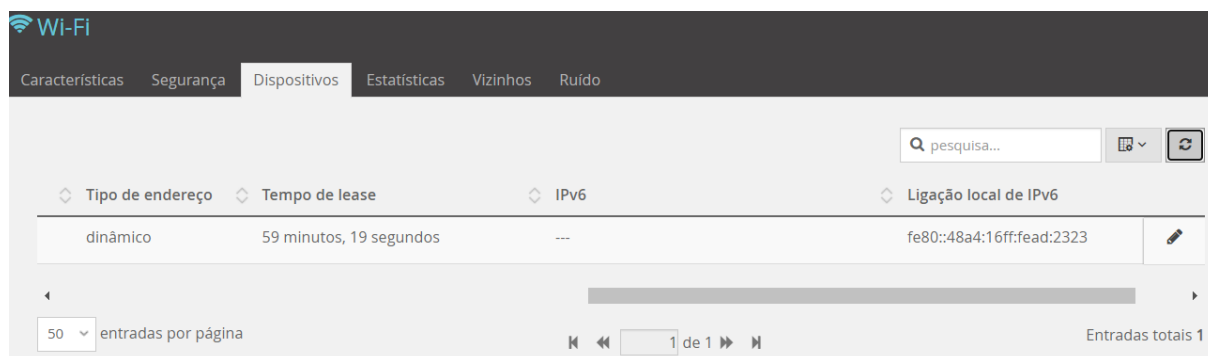 Wi-Fi
Características Segurança Dispositivos Estatísticas Vizinhos Ruído
pesquisa...
Tipo de endereço Tempo de lease IPv6 Ligação local de IPv6
dinâmico 59 minutos, 19 segundos --- fe80::48a4:16ff:fead:2323
50 entradas por página 1 de 1 Entradas totais 1